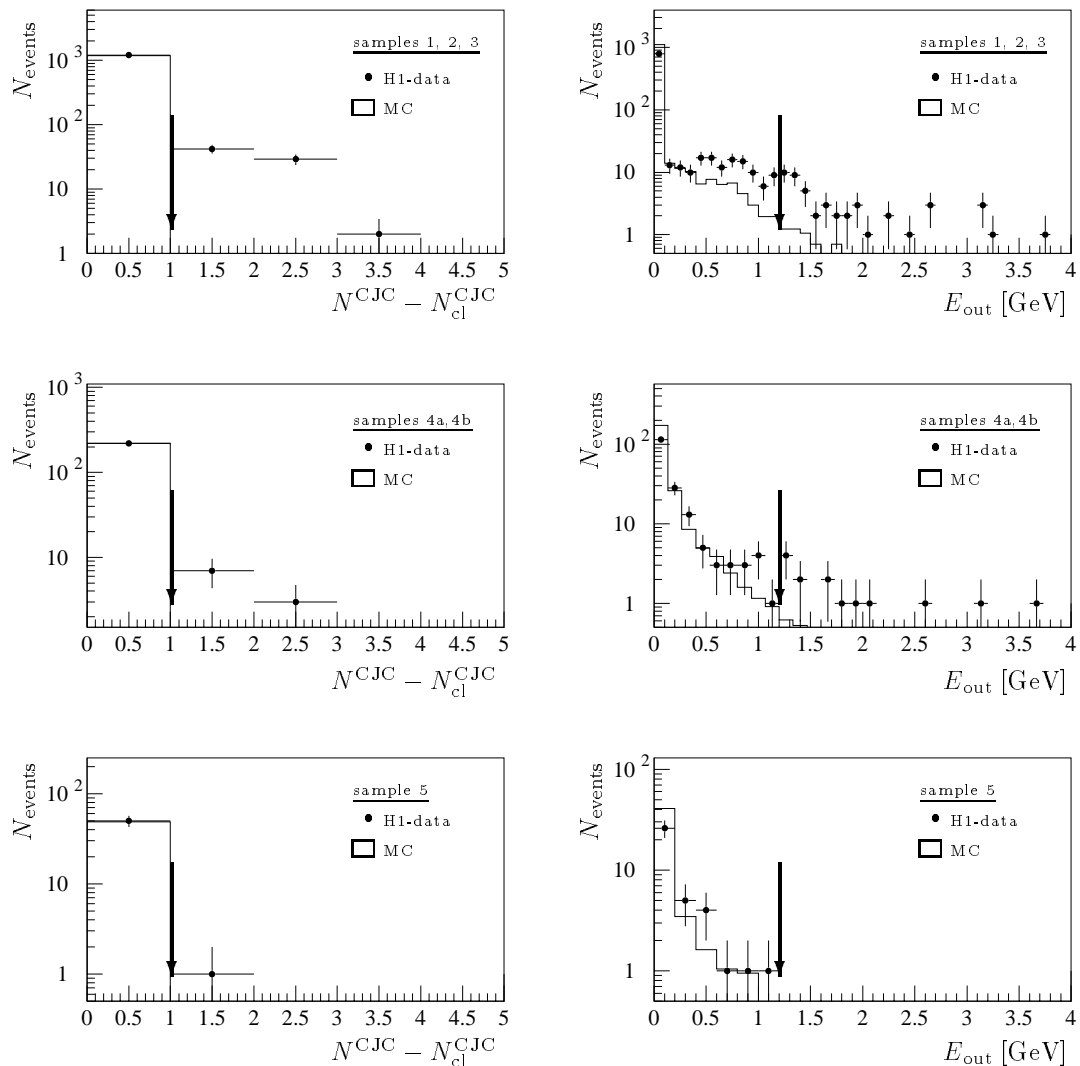 N_events
10^3
10^2
10
1
samples 1, 2, 3
H1-data
MC
0 0.5 1 1.5 2 2.5 3 3.5 4 4.5 5
N^CJC − N_cl^CJC
N_events
10^3
10^2
10
1
samples 1, 2, 3
H1-data
MC
0 0.5 1 1.5 2 2.5 3 3.5 4
E_out [GeV]
N_events
10^3
10^2
10
samples 4a,4b
H1-data
MC
0 0.5 1 1.5 2 2.5 3 3.5 4 4.5 5
N^CJC − N_cl^CJC
N_events
10^2
10
1
samples 4a,4b
H1-data
MC
0 0.5 1 1.5 2 2.5 3 3.5 4
E_out [GeV]
N_events
10^2
10
1
sample 5
H1-data
MC
0 0.5 1 1.5 2 2.5 3 3.5 4 4.5 5
N^CJC − N_cl^CJC
N_events
10^2
10
1
sample 5
H1-data
MC
0 0.5 1 1.5 2 2.5 3 3.5 4
E_out [GeV]